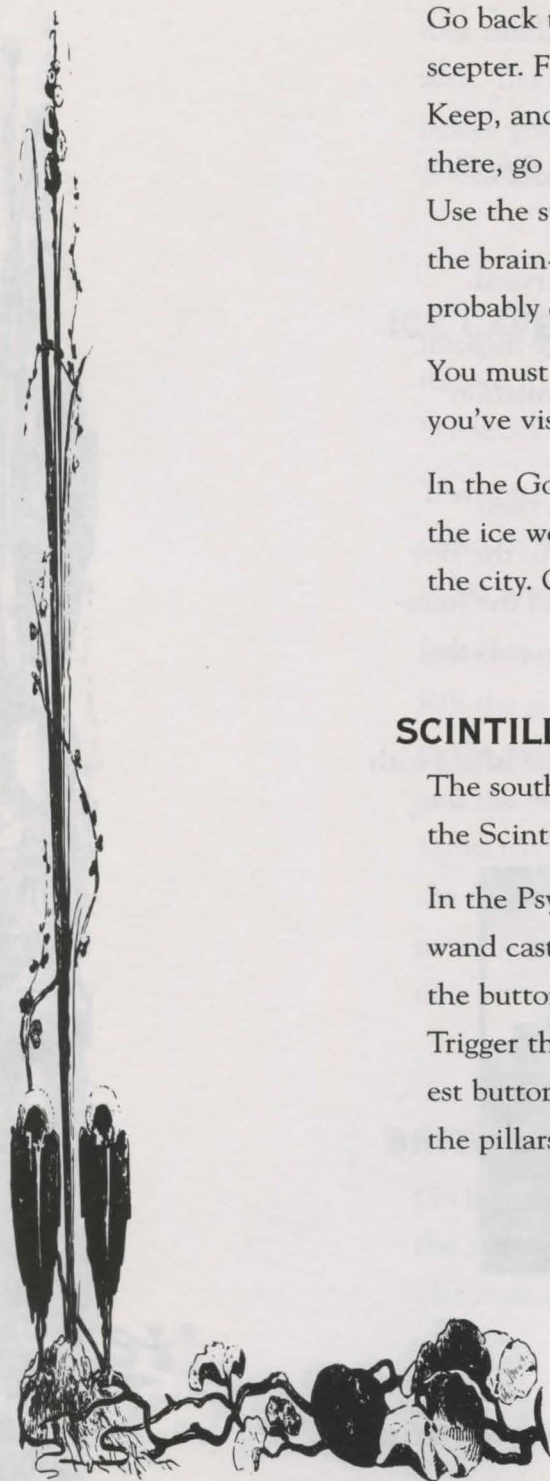 Go back
scepter. F
Keep, and
there, go
Use the s
the brain-
probably
You must
you've vis
In the Go
the ice w
the city.
SCINTILL
The south
the Scint
In the Psy
wand cast
the button
Trigger th
est button
the pillars